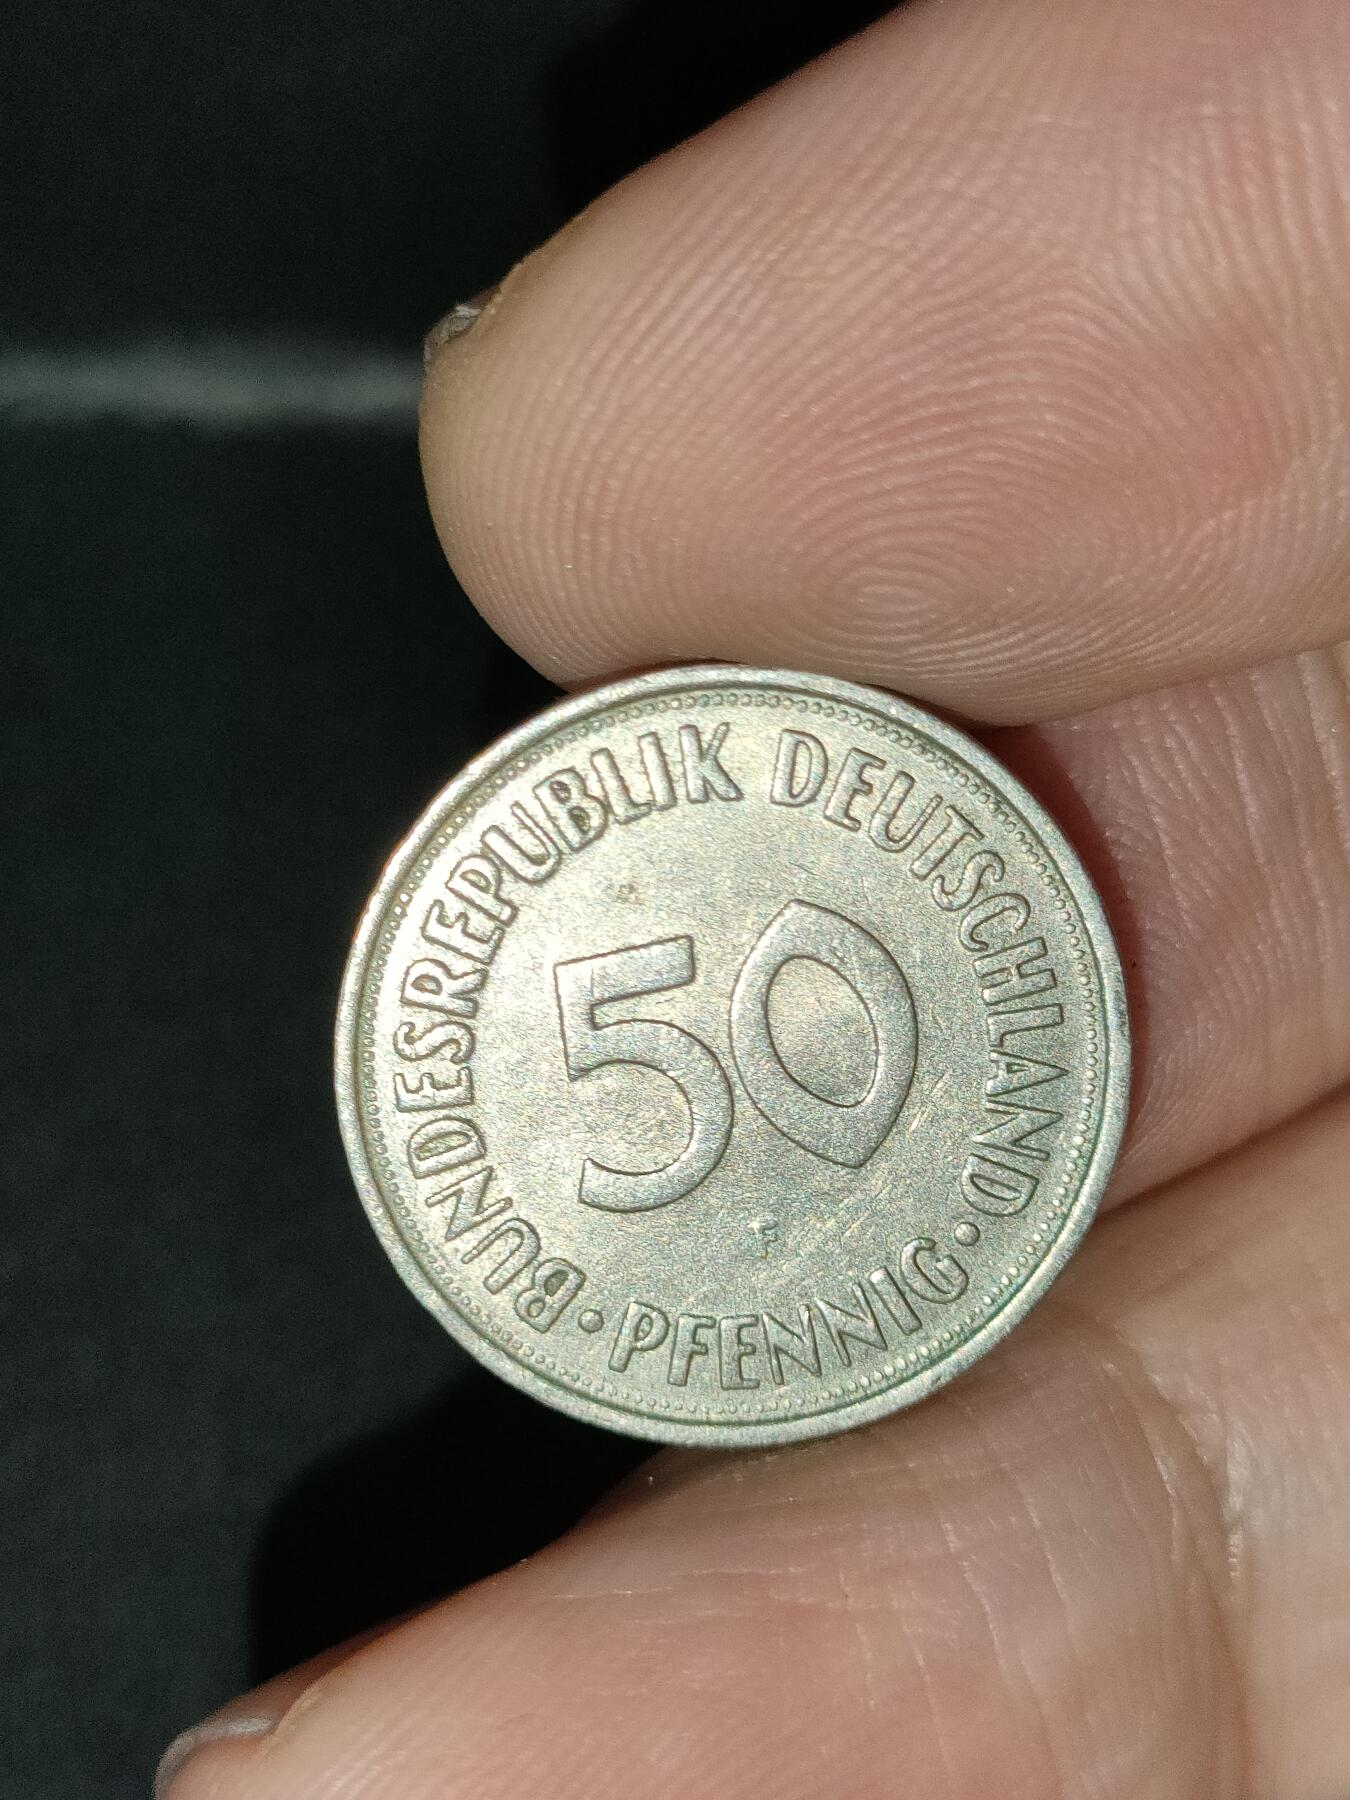 BUNDESREPUBLIK DEUTSCHLAND
50
F
• PFENNIG •